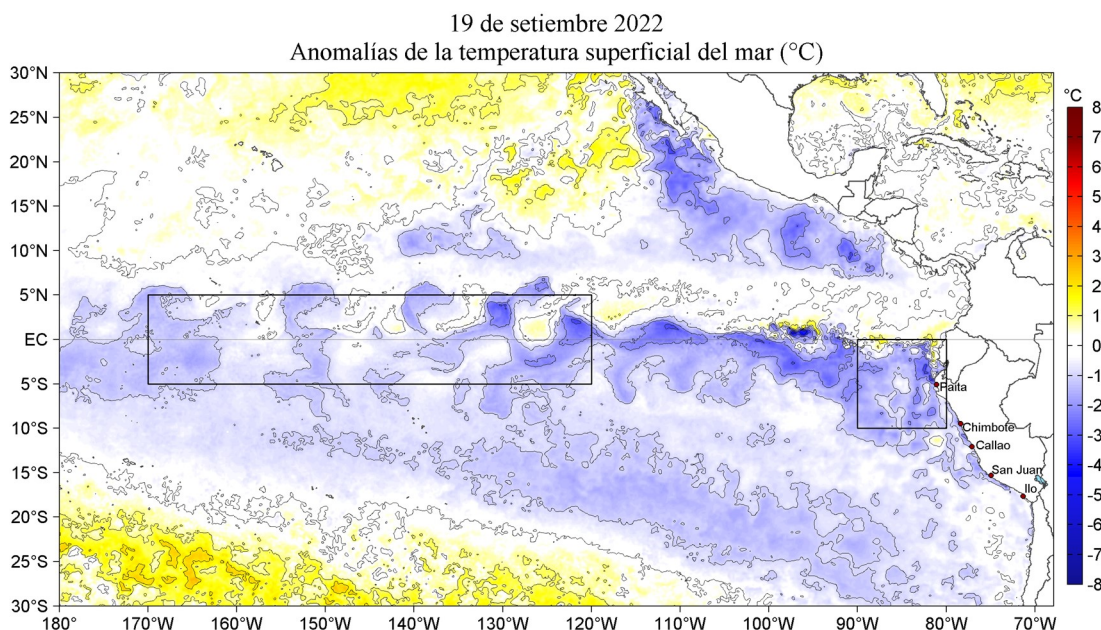 19 de setiembre 2022
Anomalías de la temperatura superficial del mar (°C)
°C
30°N
25°N
20°N
15°N
10°N
5°N
EC
5°S
10°S
15°S
20°S
25°S
30°S
Paita
Chimbote
Callao
San Juan
Ilo
8
7
6
5
4
3
2
1
0
-1
-2
-3
-4
-5
-6
-7
-8
180 170°W 160°W 150°W 140°W 130°W 120°W 110°W 100°W 90°W 80°W 70°W